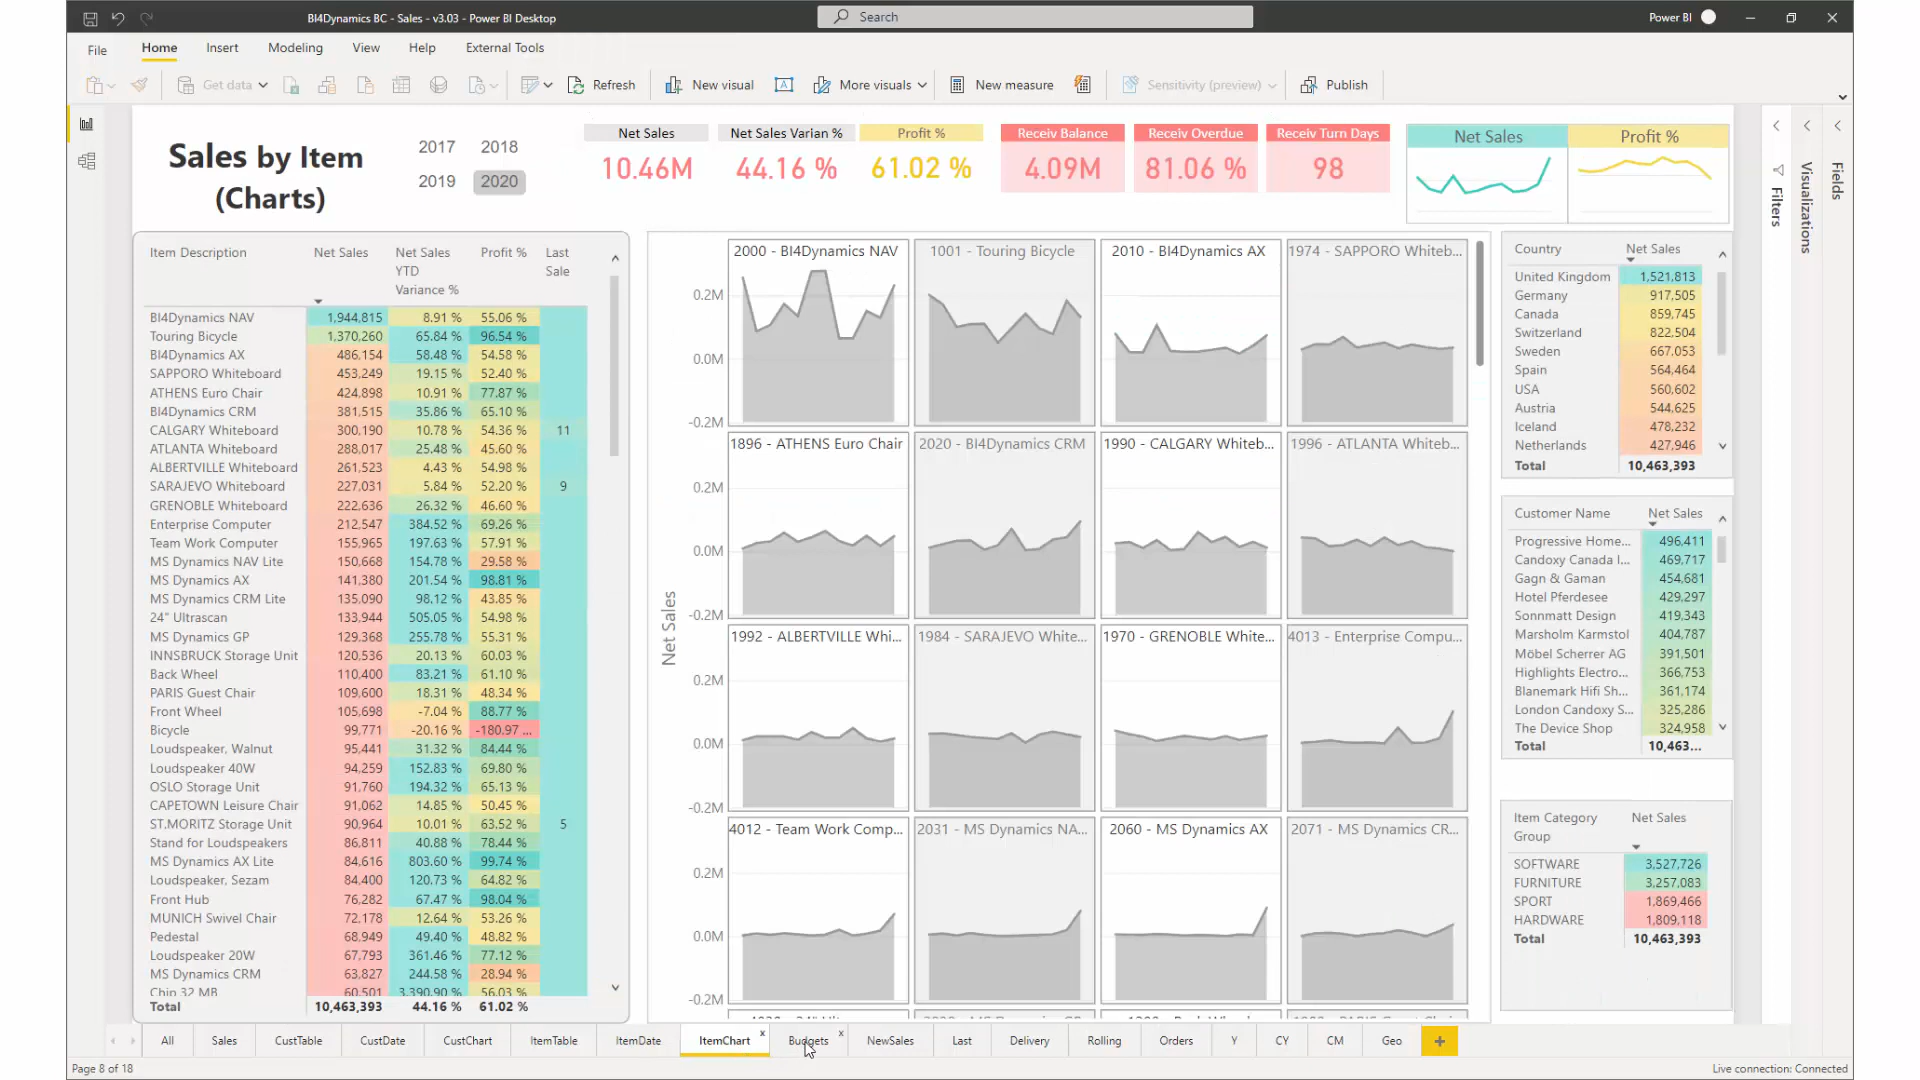 BI4Dynamics BC - Sales - v3.03 - Power BI Desktop
Search
Power BI
File Home Insert Modeling View Help External Tools
Get data
Refresh
New visual
More visuals
New measure
Sensitivity (preview)
Publish
Sales by Item
(Charts)
2017 2018
2019 2020
Net Sales
10.46M
Net Sales Varian %
44.16 %
Profit %
61.02 %
Receiv Balance
4.09M
Receiv Overdue
81.06 %
Receiv Turn Days
98
Net Sales
Profit %
Filters
Visualizations
Fields
Item Description Net Sales Net Sales YTD Variance % Profit % Last Sale
BI4Dynamics NAV 1,944,815 8.91 % 55.06 %
Touring Bicycle 1,370,260 65.84 % 96.54 %
BI4Dynamics AX 486,154 58.48 % 54.58 %
SAPPORO Whiteboard 453,249 19.15 % 52.40 %
ATHENS Euro Chair 424,898 10.91 % 77.87 %
BI4Dynamics CRM 381,515 35.86 % 65.10 %
CALGARY Whiteboard 300,190 10.78 % 54.36 % 11
ATLANTA Whiteboard 288,017 25.48 % 45.60 %
ALBERTVILLE Whiteboard 261,523 4.43 % 54.98 %
SARAJEVO Whiteboard 227,031 5.84 % 52.20 % 9
GRENOBLE Whiteboard 222,636 26.32 % 46.60 %
Enterprise Computer 212,547 384.52 % 69.26 %
Team Work Computer 155,965 197.63 % 57.91 %
MS Dynamics NAV Lite 150,668 154.78 % 29.58 %
MS Dynamics AX 141,380 201.54 % 98.81 %
MS Dynamics CRM Lite 135,090 98.12 % 43.85 %
24" Ultrascan 133,944 505.05 % 54.98 %
MS Dynamics GP 129,368 255.78 % 55.31 %
INNSBRUCK Storage Unit 120,536 20.13 % 60.03 %
Back Wheel 110,400 83.21 % 61.10 %
PARIS Guest Chair 109,600 18.31 % 48.34 %
Front Wheel 105,698 -7.04 % 88.77 %
Bicycle 99,771 -20.16 % -180.97 ...
Loudspeaker, Walnut 95,441 31.32 % 84.44 %
Loudspeaker 40W 94,259 152.83 % 69.80 %
OSLO Storage Unit 91,760 194.32 % 65.13 %
CAPETOWN Leisure Chair 91,062 14.85 % 50.45 %
ST.MORITZ Storage Unit 90,964 10.01 % 63.52 % 5
Stand for Loudspeakers 86,811 40.88 % 78.44 %
MS Dynamics AX Lite 84,616 803.60 % 99.74 %
Loudspeaker, Sezam 84,400 120.73 % 64.82 %
Front Hub 76,282 67.47 % 98.04 %
MUNICH Swivel Chair 72,178 12.64 % 53.26 %
Pedestal 68,949 49.40 % 48.82 %
Loudspeaker 20W 67,793 361.46 % 77.12 %
MS Dynamics CRM 63,827 244.58 % 28.94 %
Chip 32 MB 60,501 3,390.90 % 56.03 %
Total 10,463,393 44.16 % 61.02 %
Net Sales
2000 - BI4Dynamics NAV 1001 - Touring Bicycle 2010 - BI4Dynamics AX 1974 - SAPPORO Whiteb...
0.2M
0.0M
-0.2M
1896 - ATHENS Euro Chair 2020 - BI4Dynamics CRM 1990 - CALGARY Whiteb... 1996 - ATLANTA Whiteb...
0.2M
0.0M
-0.2M
1992 - ALBERTVILLE Whi... 1984 - SARAJEVO White... 1970 - GRENOBLE White... 4013 - Enterprise Compu...
0.2M
0.0M
-0.2M
4012 - Team Work Comp... 2031 - MS Dynamics NA... 2060 - MS Dynamics AX 2071 - MS Dynamics CR...
0.2M
0.0M
-0.2M
Country Net Sales
United Kingdom 1,521,813
Germany 917,505
Canada 859,745
Switzerland 822,504
Sweden 667,053
Spain 564,464
USA 560,602
Austria 544,625
Iceland 478,232
Netherlands 427,946
Total 10,463,393
Customer Name Net Sales
Progressive Home... 496,411
Candoxy Canada I... 469,717
Gagn & Gaman 454,681
Hotel Pferdesee 429,297
Sonnmatt Design 419,343
Marsholm Karmstol 404,787
Möbel Scherrer AG 391,501
Highlights Electro... 366,753
Blanemark Hifi Sh... 361,174
London Candoxy S... 325,286
The Device Shop 324,958
Total 10,463...
Item Category Group Net Sales
SOFTWARE 3,527,726
FURNITURE 3,257,083
SPORT 1,869,466
HARDWARE 1,809,118
Total 10,463,393
All Sales CustTable CustDate CustChart ItemTable ItemDate ItemChart x Budgets x NewSales Last Delivery Rolling Orders Y CY CM Geo +
Page 8 of 18
Live connection: Connected